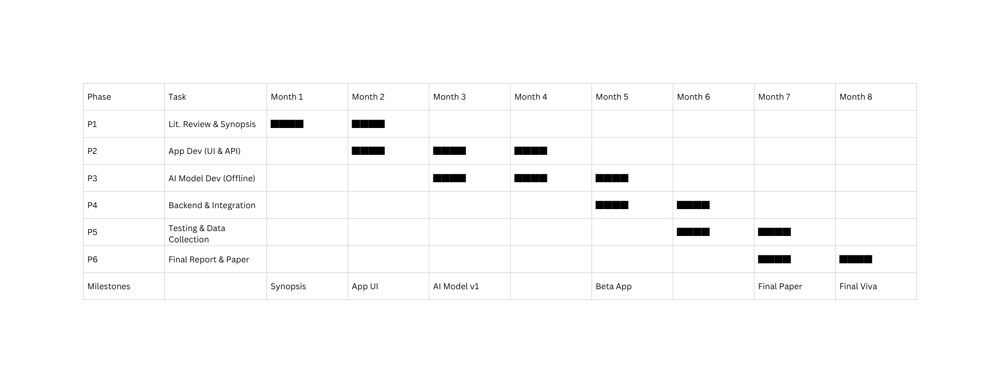 Phase Task Month 1 Month 2 Month 3 Month 4 Month 5 Month 6 Month 7 Month 8
P1 Lit. Review & Synopsis
P2 App Dev (UI & API)
P3 AI Model Dev (Offline)
P4 Backend & Integration
P5 Testing & Data
Collection
P6 Final Report & Paper
Milestones Synopsis App UI AI Model v1 Beta App Final Paper Final Viva